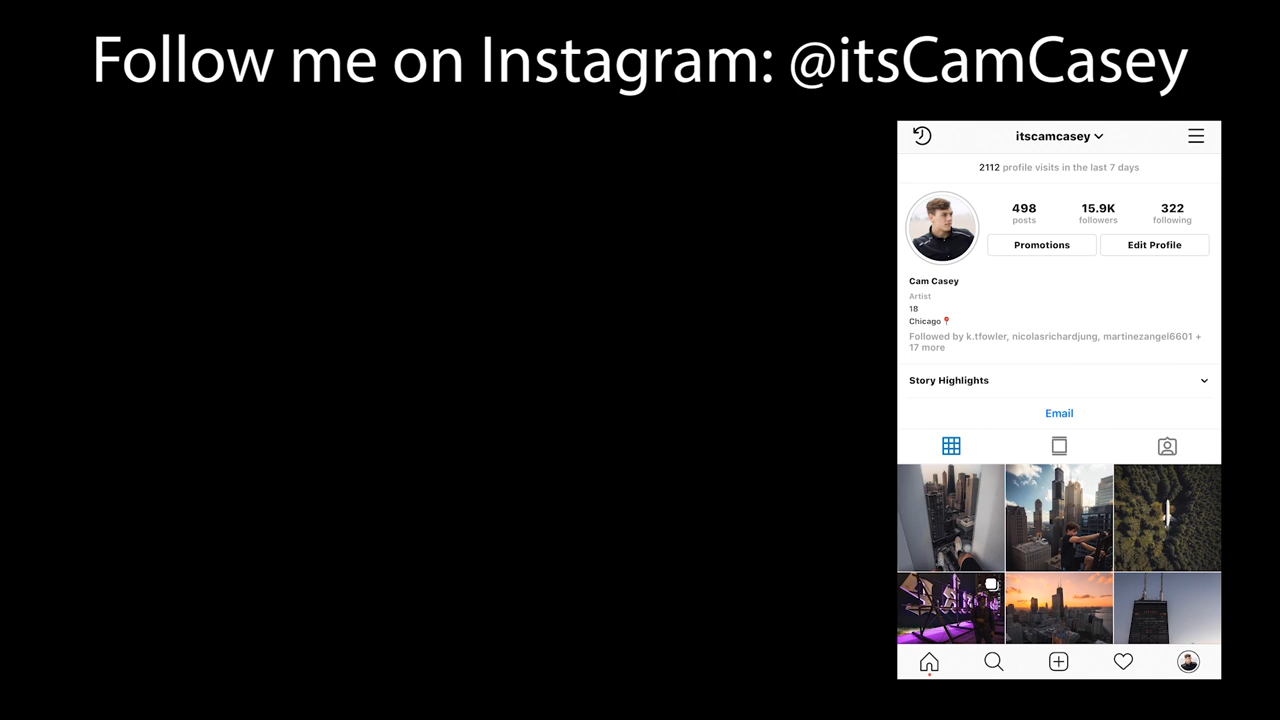 Follow me on Instagram: @itsCamCasey
itscamcasey
2112 profile visits in the last 7 days
498 15.9K 322
posts followers following
Promotions Edit Profile
Cam Casey
Artist
18
Chicago📍
Followed by k.tfowler, nicolasrichardjung, martinezangel6601 +
17 more
Story Highlights
Email